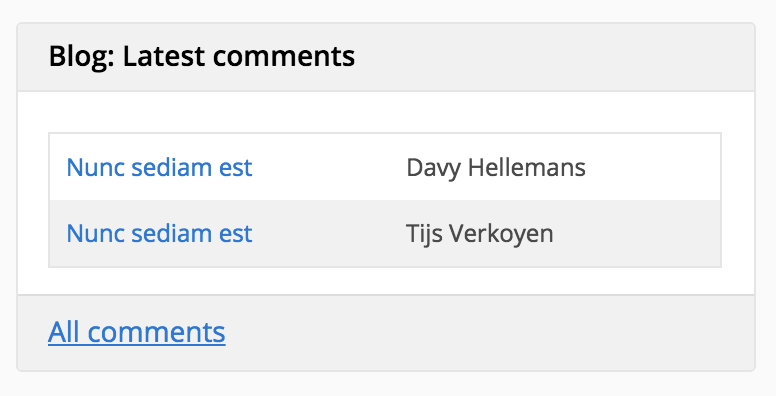 Blog: Latest comments
Nunc sediam est Davy Hellemans
Nunc sediam est Tijs Verkoyen
All comments